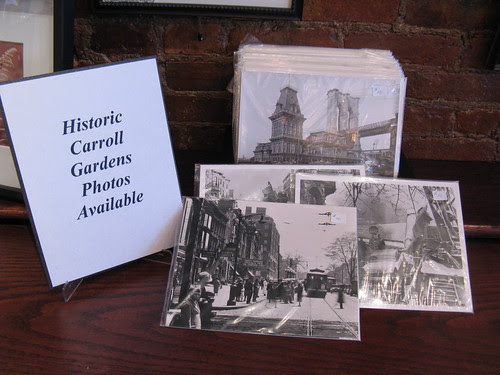 Historic
Carroll
Gardens
Photos
Available